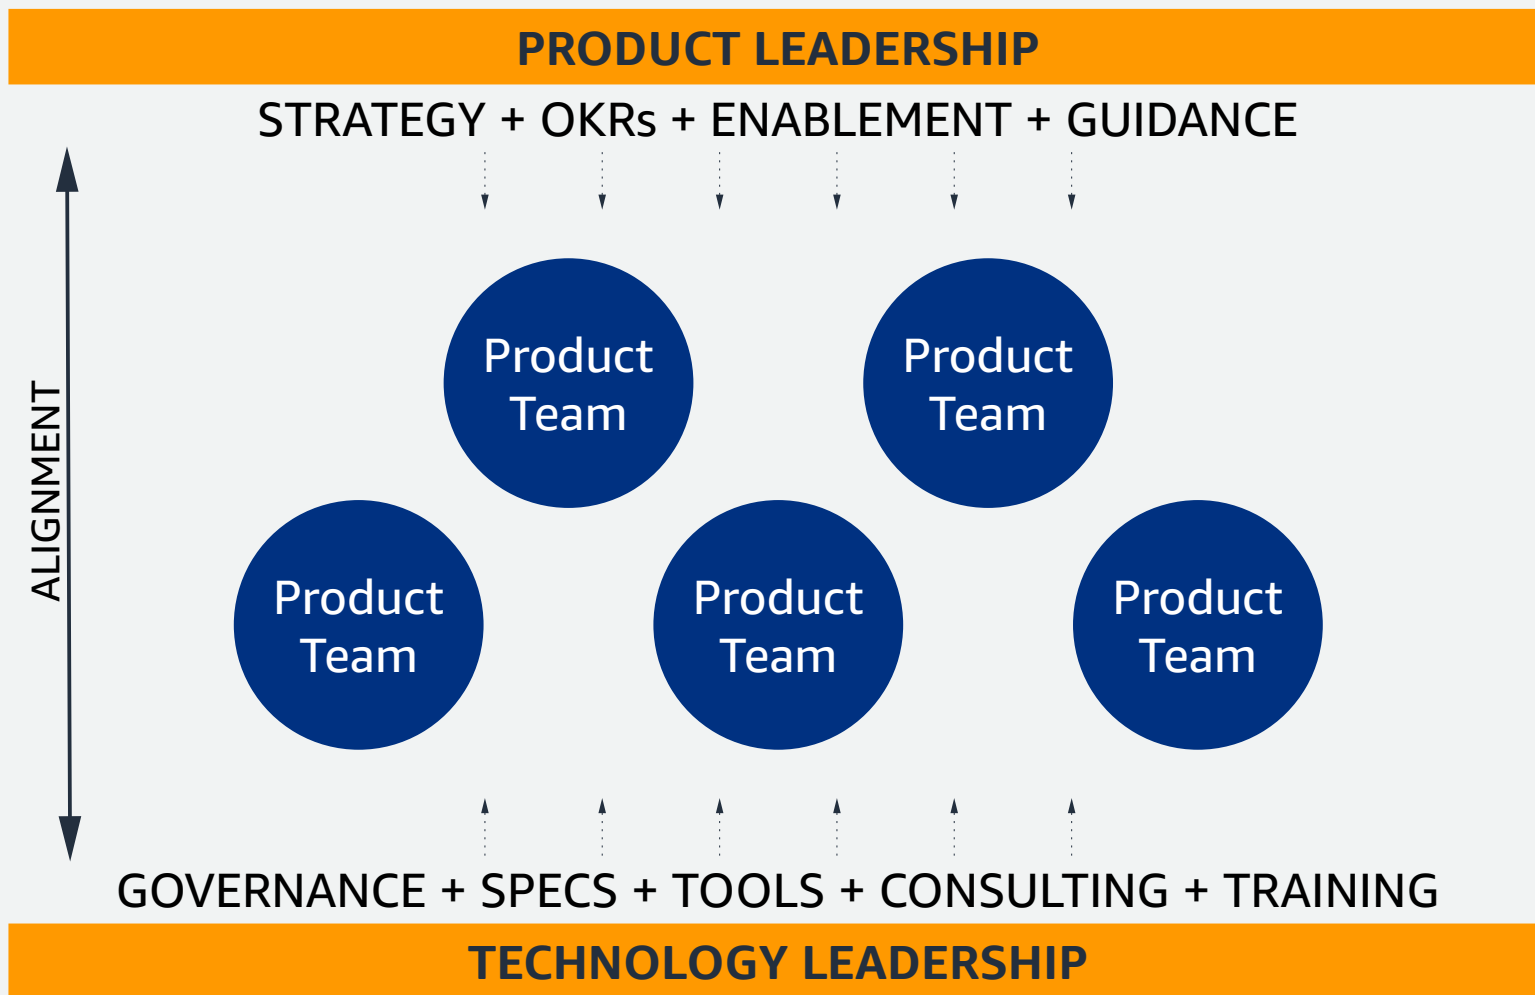 PRODUCT LEADERSHIP
STRATEGY + OKRs + ENABLEMENT + GUIDANCE
ALIGNMENT
Product
Team
Product
Team
Product
Team
Product
Team
Product
Team
GOVERNANCE + SPECS + TOOLS + CONSULTING + TRAINING
TECHNOLOGY LEADERSHIP